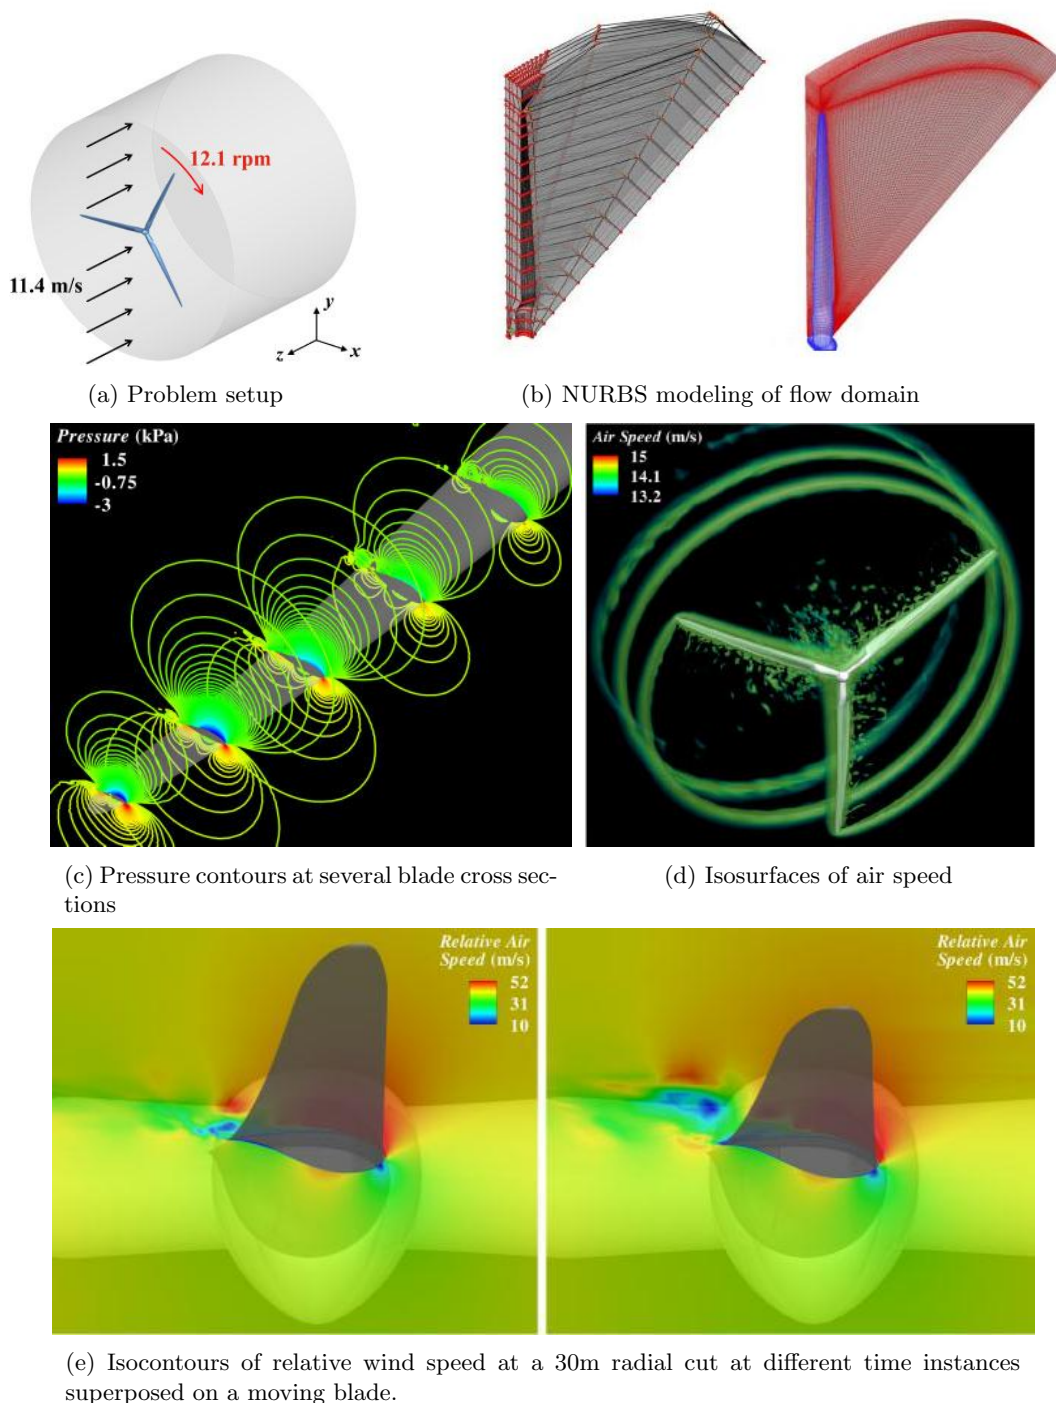 12.1 rpm
11.4 m/s
y
z
x
(a) Problem setup
(b) NURBS modeling of flow domain
Pressure (kPa)
1.5
-0.75
-3
Air Speed (m/s)
15
14.1
13.2
(c) Pressure contours at several blade cross sec-
tions
(d) Isosurfaces of air speed
Relative Air
Speed (m/s)
52
31
10
Relative Air
Speed (m/s)
52
31
10
(e) Isocontours of relative wind speed at a 30m radial cut at different time instances
superposed on a moving blade.